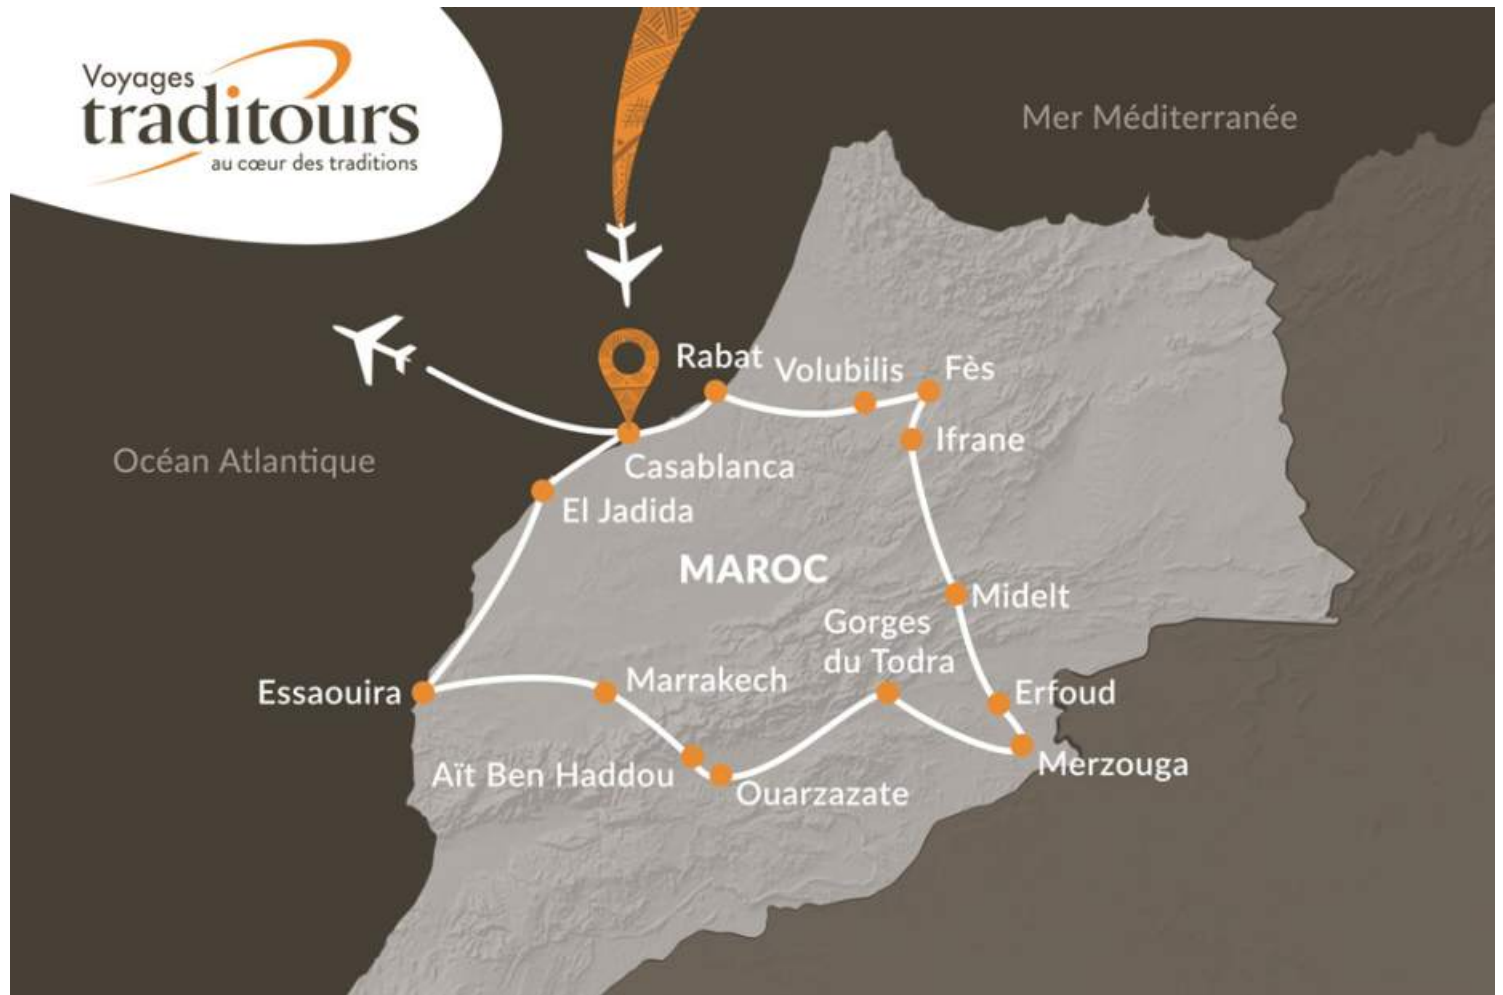 Voyages
traditours
au cœur des traditions
Mer Méditerranée
Rabat
Volubilis
Fès
Ifrane
Océan Atlantique
Casablanca
El Jadida
MAROC
Midelt
Gorges
du Todra
Essaouira
Marrakech
Erfoud
Merzouga
Aït Ben Haddou
Ouarzazate